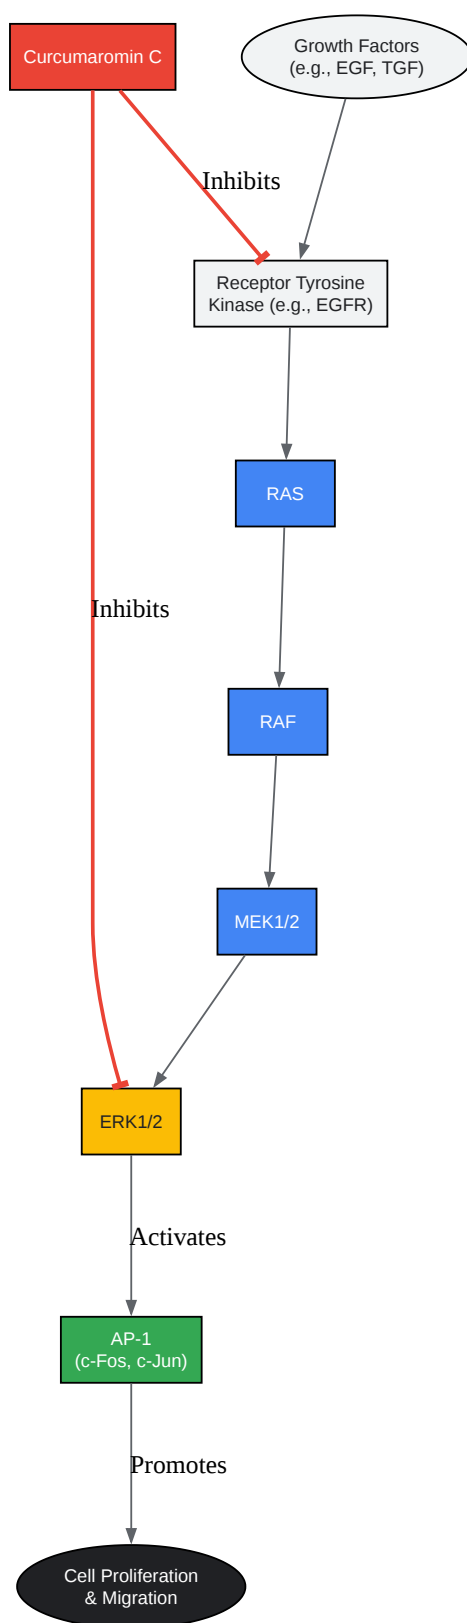 Curcumaromin C
Growth Factors
(e.g., EGF, TGF)
Inhibits
Receptor Tyrosine
Kinase (e.g., EGFR)
RAS
Inhibits
RAF
MEK1/2
ERK1/2
Activates
AP-1
(c-Fos, c-Jun)
Promotes
Cell Proliferation
& Migration